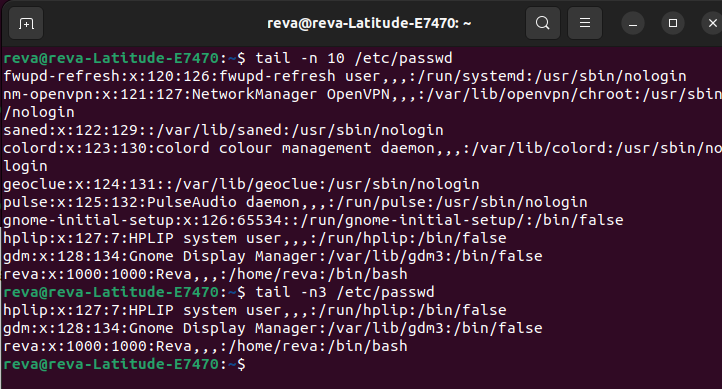 reva@reva-Latitude-E7470: ~
reva@reva-Latitude-E7470:~$ tail -n 10 /etc/passwd
fwupd-refresh:x:120:126:fwupd-refresh user,,,:/run/systemd:/usr/sbin/nologin
nm-openvpn:x:121:127:NetworkManager OpenVPN,,,:/var/lib/openvpn/chroot:/usr/sbin
/nologin
saned:x:122:129::/var/lib/saned:/usr/sbin/nologin
colord:x:123:130:colord colour management daemon,,,:/var/lib/colord:/usr/sbin/no
login
geoclue:x:124:131::/var/lib/geoclue:/usr/sbin/nologin
pulse:x:125:132:PulseAudio daemon,,,:/run/pulse:/usr/sbin/nologin
gnome-initial-setup:x:126:65534::/run/gnome-initial-setup/:/bin/false
hplip:x:127:7:HPLIP system user,,,:/run/hplip:/bin/false
gdm:x:128:134:Gnome Display Manager:/var/lib/gdm3:/bin/false
reva:x:1000:1000:Reva,,,:/home/reva:/bin/bash
reva@reva-Latitude-E7470:~$ tail -n3 /etc/passwd
hplip:x:127:7:HPLIP system user,,,:/run/hplip:/bin/false
gdm:x:128:134:Gnome Display Manager:/var/lib/gdm3:/bin/false
reva:x:1000:1000:Reva,,,:/home/reva:/bin/bash
reva@reva-Latitude-E7470:~$